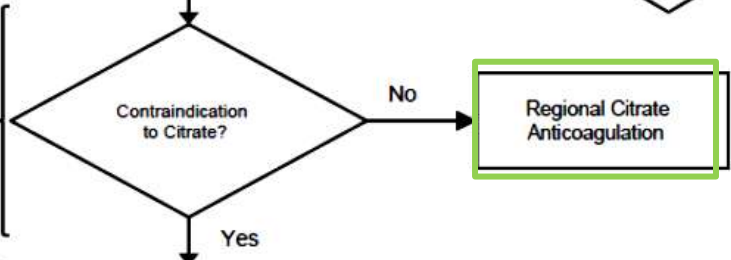 Contraindication
to Citrate?
No
Regional Citrate
Anticoagulation
Yes